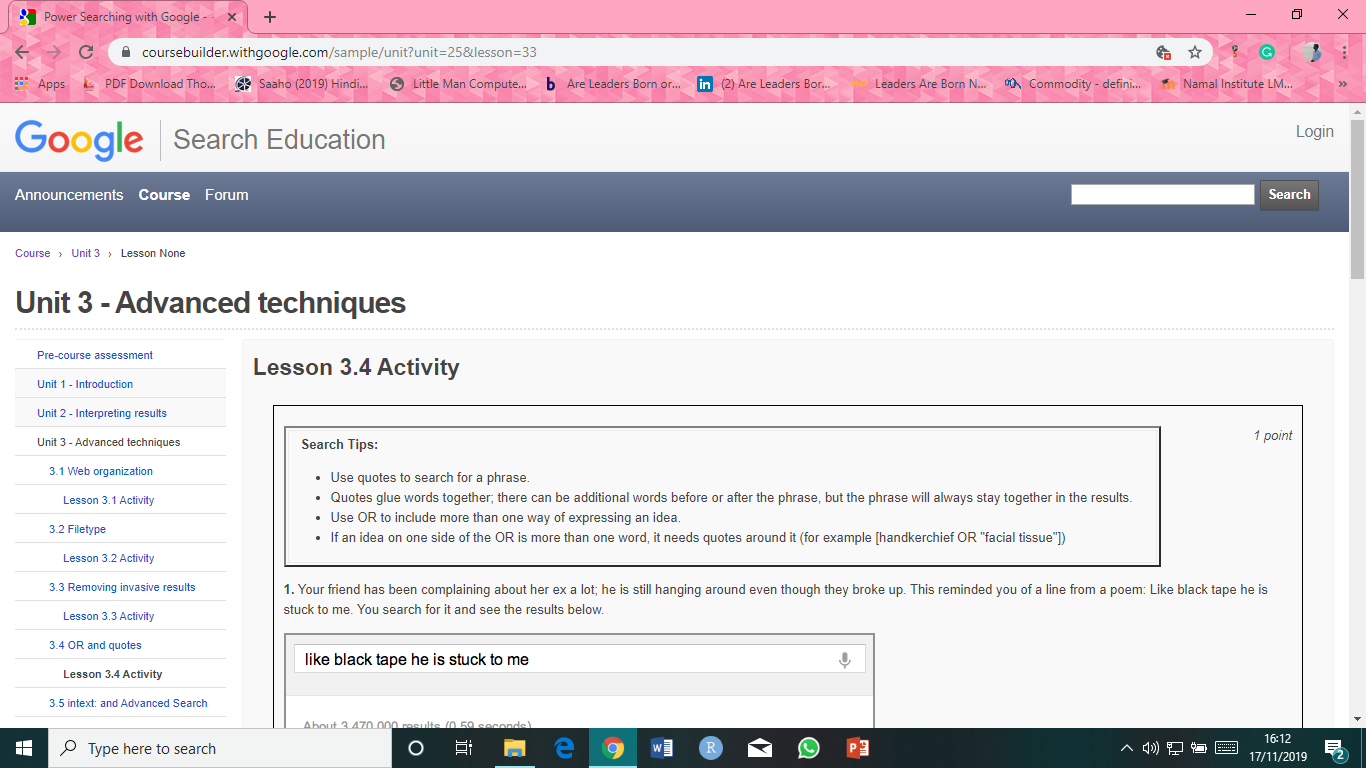 Power Searching with Google -
coursebuilder.withgoogle.com/sample/unit?unit=25&lesson=33
Apps
PDF Download Tho...
Saaho (2019) Hindi...
Little Man Compute...
Are Leaders Born or...
(2) Are Leaders Bor...
Leaders Are Born N...
Commodity - defini...
Namal Institute LM...
»
Google
Search Education
Login
Announcements Course Forum
Search
Course › Unit 3 › Lesson None
Unit 3 - Advanced techniques
Pre-course assessment
Unit 1 - Introduction
Unit 2 - Interpreting results
Unit 3 - Advanced techniques
3.1 Web organization
Lesson 3.1 Activity
3.2 Filetype
Lesson 3.2 Activity
3.3 Removing invasive results
Lesson 3.3 Activity
3.4 OR and quotes
Lesson 3.4 Activity
3.5 intext: and Advanced Search
Lesson 3.4 Activity
1 point
Search Tips:
• Use quotes to search for a phrase.
• Quotes glue words together; there can be additional words before or after the phrase, but the phrase will always stay together in the results.
• Use OR to include more than one way of expressing an idea.
• If an idea on one side of the OR is more than one word, it needs quotes around it (for example [handkerchief OR "facial tissue"])
1. Your friend has been complaining about her ex a lot; he is still hanging around even though they broke up. This reminded you of a line from a poem: Like black tape he is
stuck to me. You search for it and see the results below.
like black tape he is stuck to me
About 3,470,000 results (0.59 seconds)
Type here to search
16:12
17/11/2019
2